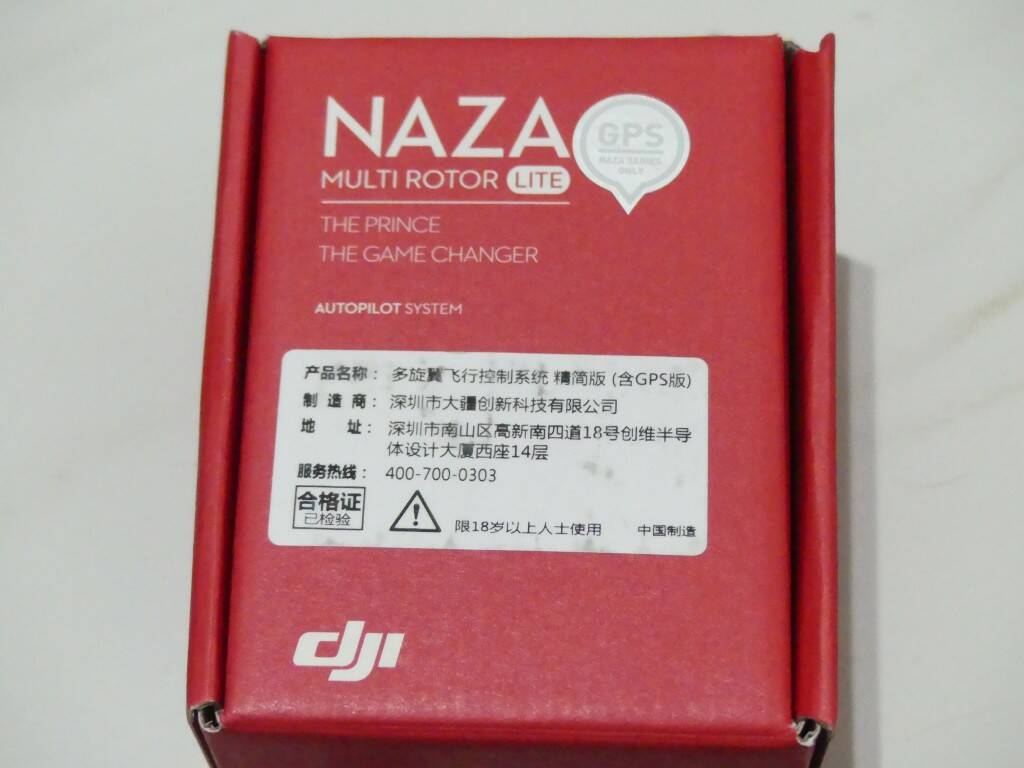 NAZA
MULTI ROTOR LITE
GPS
NAZA SERIES
ONLY
THE PRINCE
THE GAME CHANGER
AUTOPILOT SYSTEM
产品名称： 多旋翼飞行控制系统 精简版 (含GPS版)
制 造 商： 深圳市大疆创新科技有限公司
地 址： 深圳市南山区高新南四道18号创维半导
体设计大厦西座14层
服务热线： 400-700-0303
合格证
已检验
限18岁以上人士使用 中国制造
dji